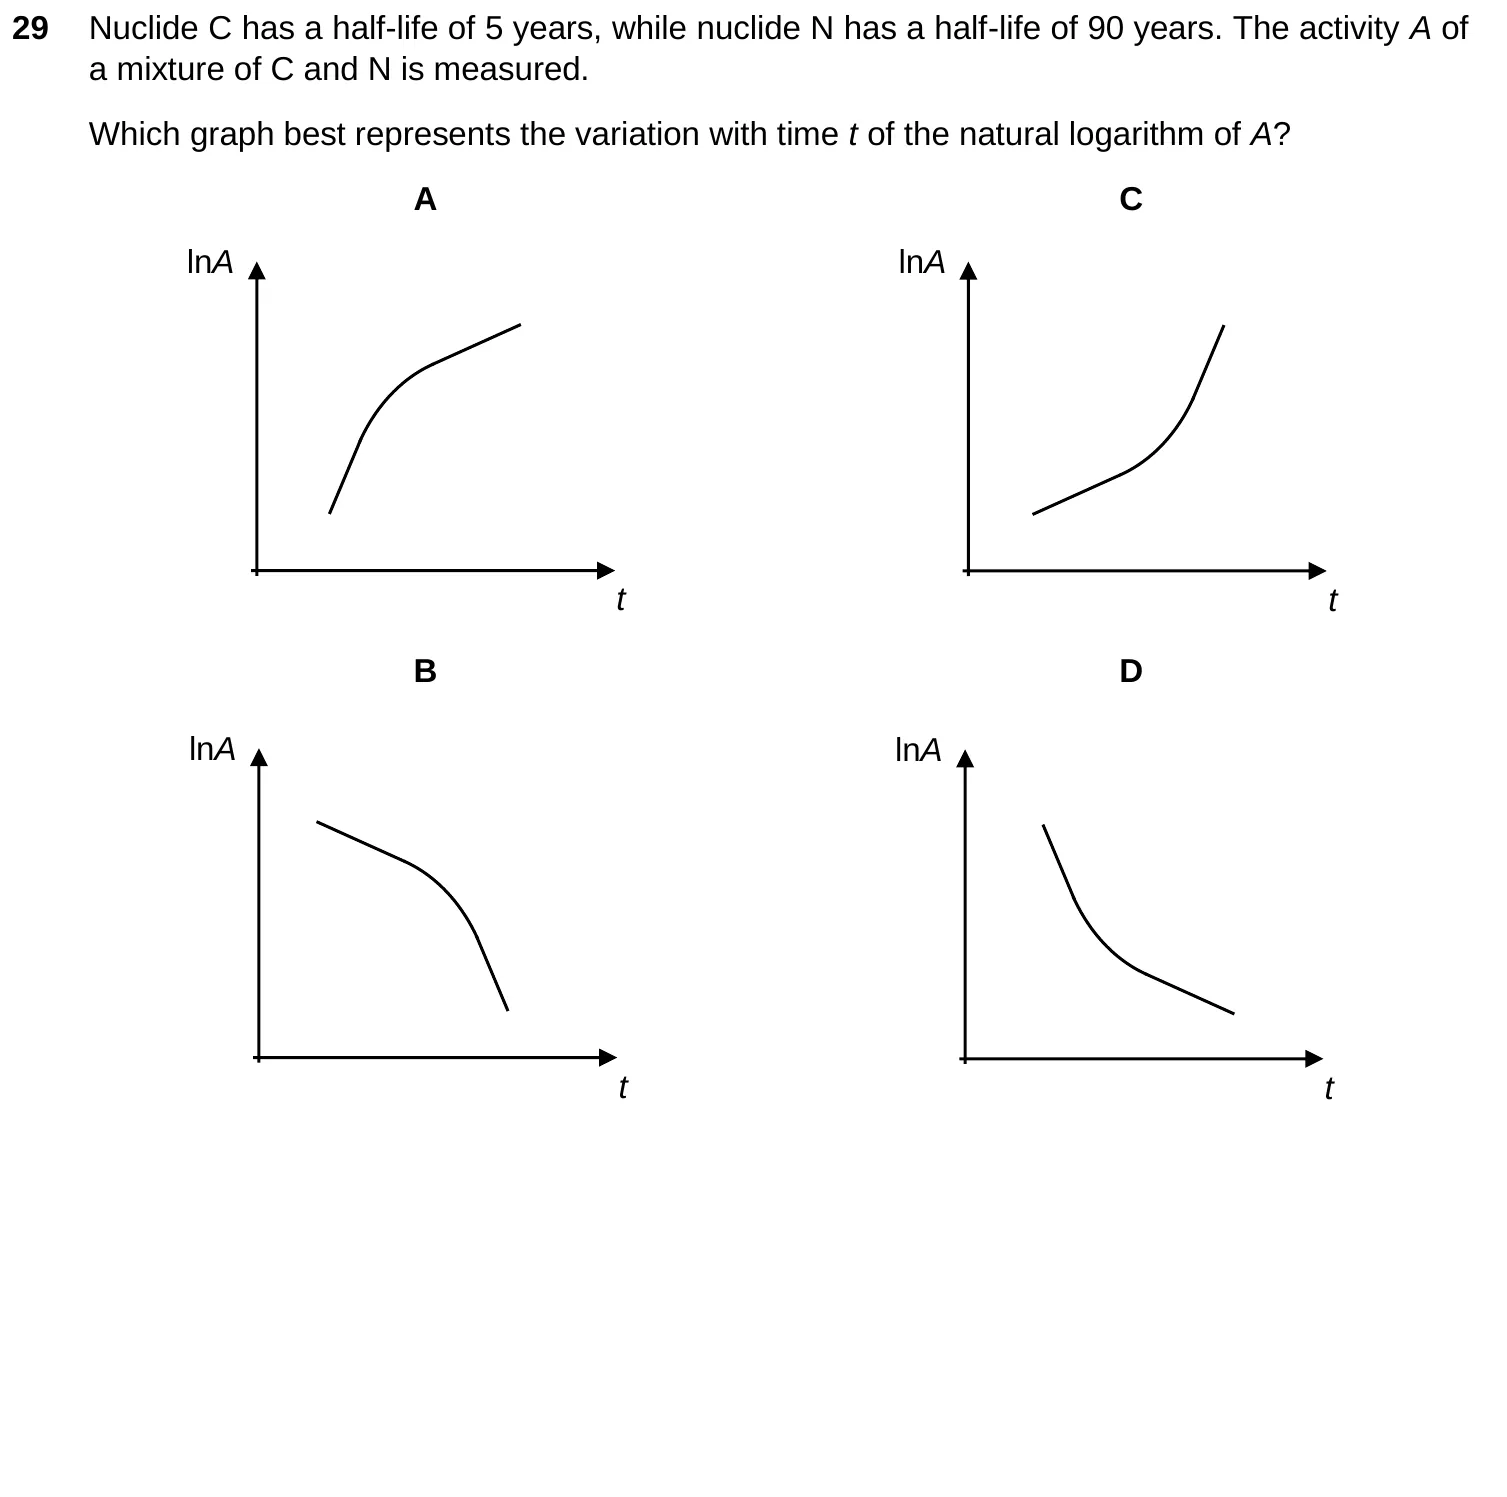 29 Nuclide C has a half-life of 5 years, while nuclide N has a half-life of 90 years. The activity A of
a mixture of C and N is measured.
Which graph best represents the variation with time t of the natural logarithm of A?
A
lnA
t
C
lnA
t
B
lnA
t
D
lnA
t